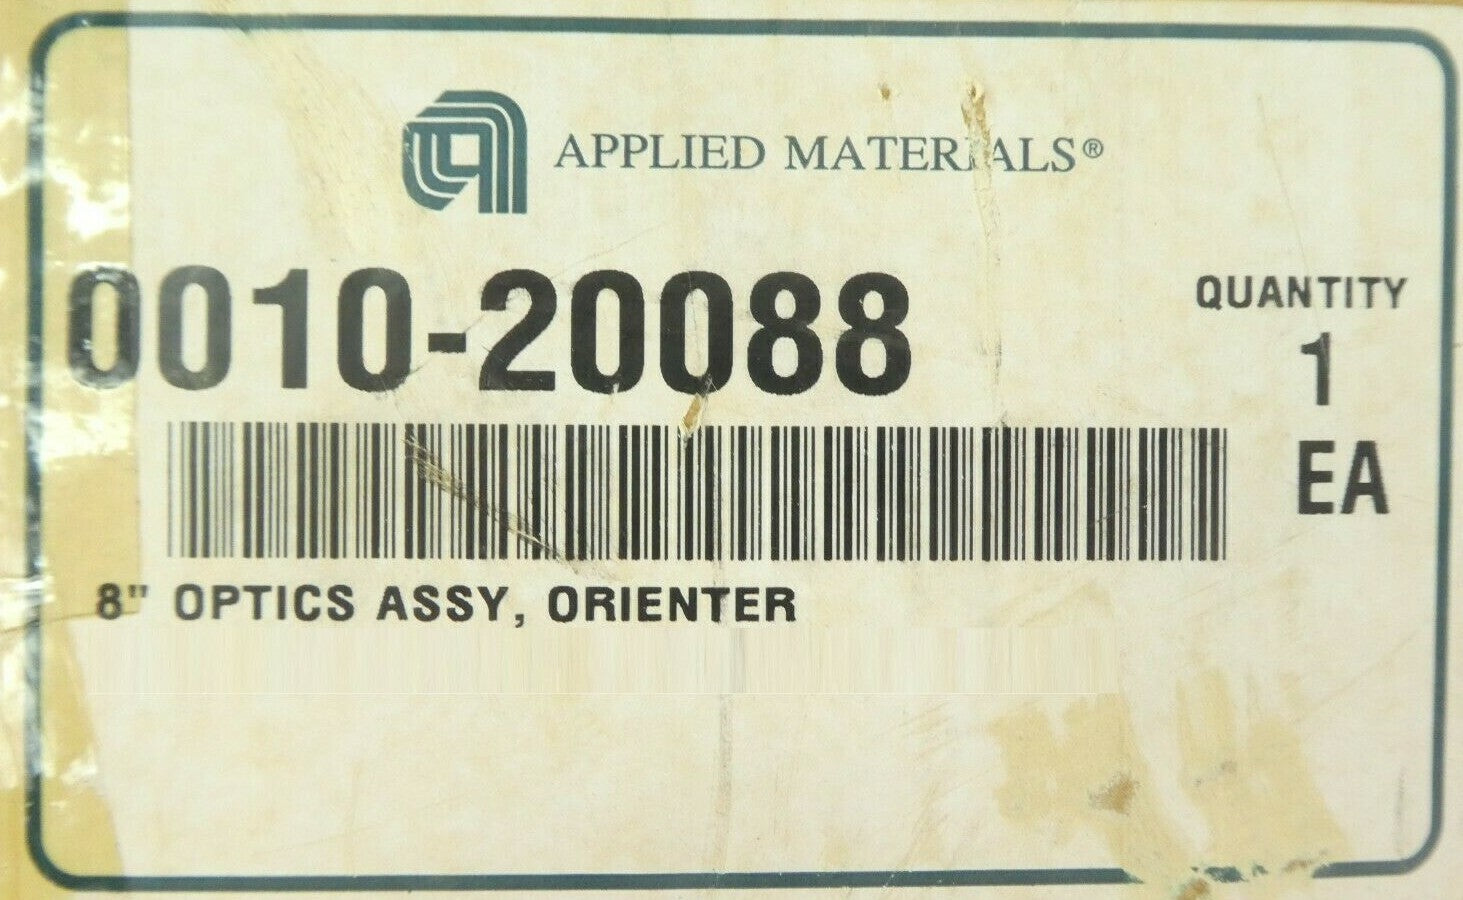 APPLIED MATERIALS®
0010-20088
QUANTITY
1
EA
8" OPTICS ASSY, ORIENTER